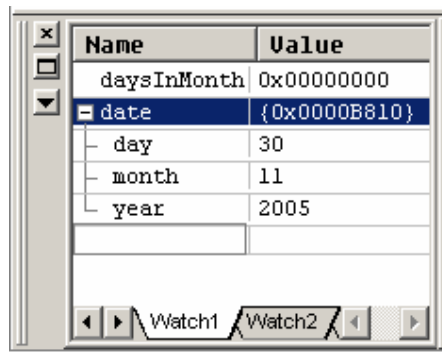 Name Value
daysInMonth 0x00000000
date {0x0000B810}
day 30
month 11
year 2005
Watch1 Watch2